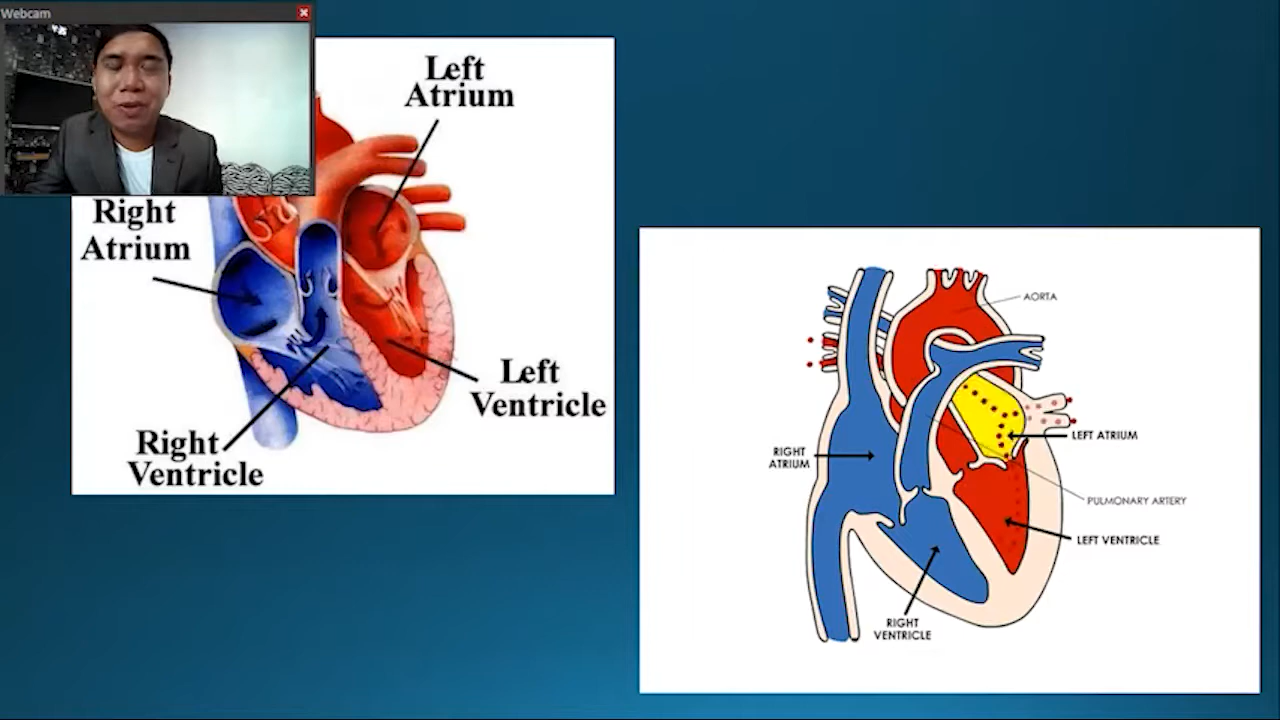 Webcam
Left
Atrium
Right
Atrium
Left
Ventricle
Right
Ventricle
AORTA
LEFT ATRIUM
RIGHT
ATRIUM
PULMONARY ARTERY
LEFT VENTRICLE
RIGHT
VENTRICLE